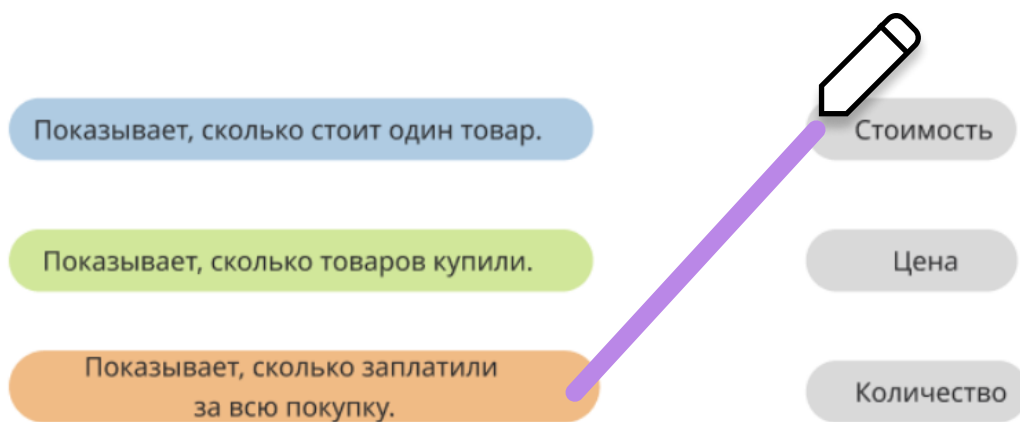 Показывает, сколько стоит один товар.
Стоимость
Показывает, сколько товаров купили.
Цена
Показывает, сколько заплатили
за всю покупку.
Количество